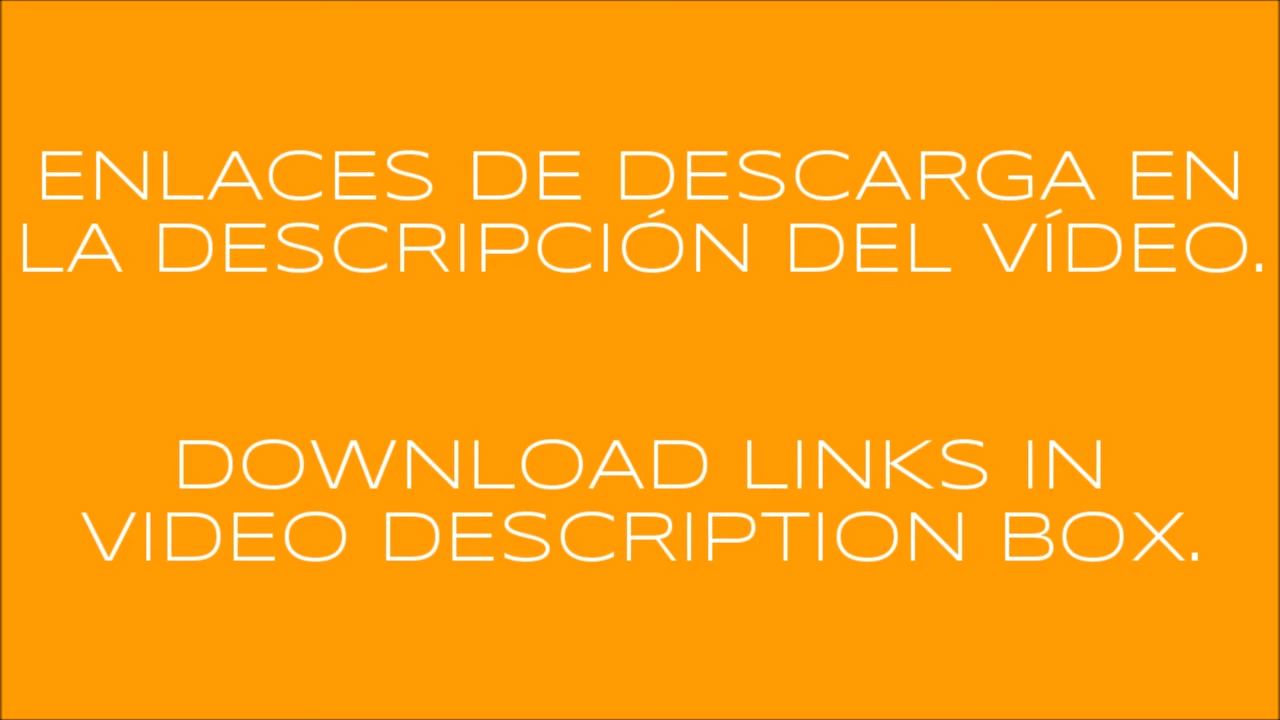 ENLACES DE DESCARGA EN
LA DESCRIPCIÓN DEL VÍDEO.
DOWNLOAD LINKS IN
VIDEO DESCRIPTION BOX.